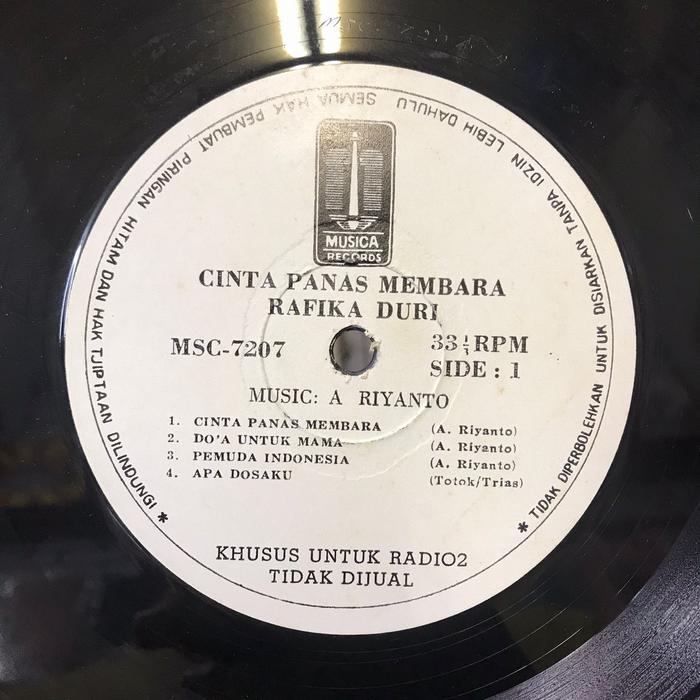 SEMUA HAK PEMBUAT PIRINGAN HITAM DAN HAK TJIPTAAN DILINDUNGI * * TIDAK DIPERBOLEHKAN UNTUK DISIARKAN TANPA IDZIN LEBIH DAHULU
MUSICA
RECORDS
CINTA PANAS MEMBARA
RAFIKA DURI
MSC-7207 33⅓ RPM
SIDE : 1
MUSIC: A RIYANTO
1. CINTA PANAS MEMBARA (A. Riyanto)
2. DO'A UNTUK MAMA (A. Riyanto)
3. PEMUDA INDONESIA (A. Riyanto)
4. APA DOSAKU (Totok/Trias)
KHUSUS UNTUK RADIO2
TIDAK DIJUAL